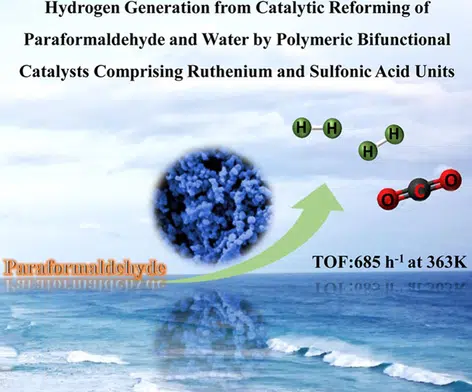 Hydrogen Generation from Catalytic Reforming of
Paraformaldehyde and Water by Polymeric Bifunctional
Catalysts Comprising Ruthenium and Sulfonic Acid Units
H H
H H
O C O
Paraformaldehyde
Paraformaldehyde
TOF:685 h⁻¹ at 363K